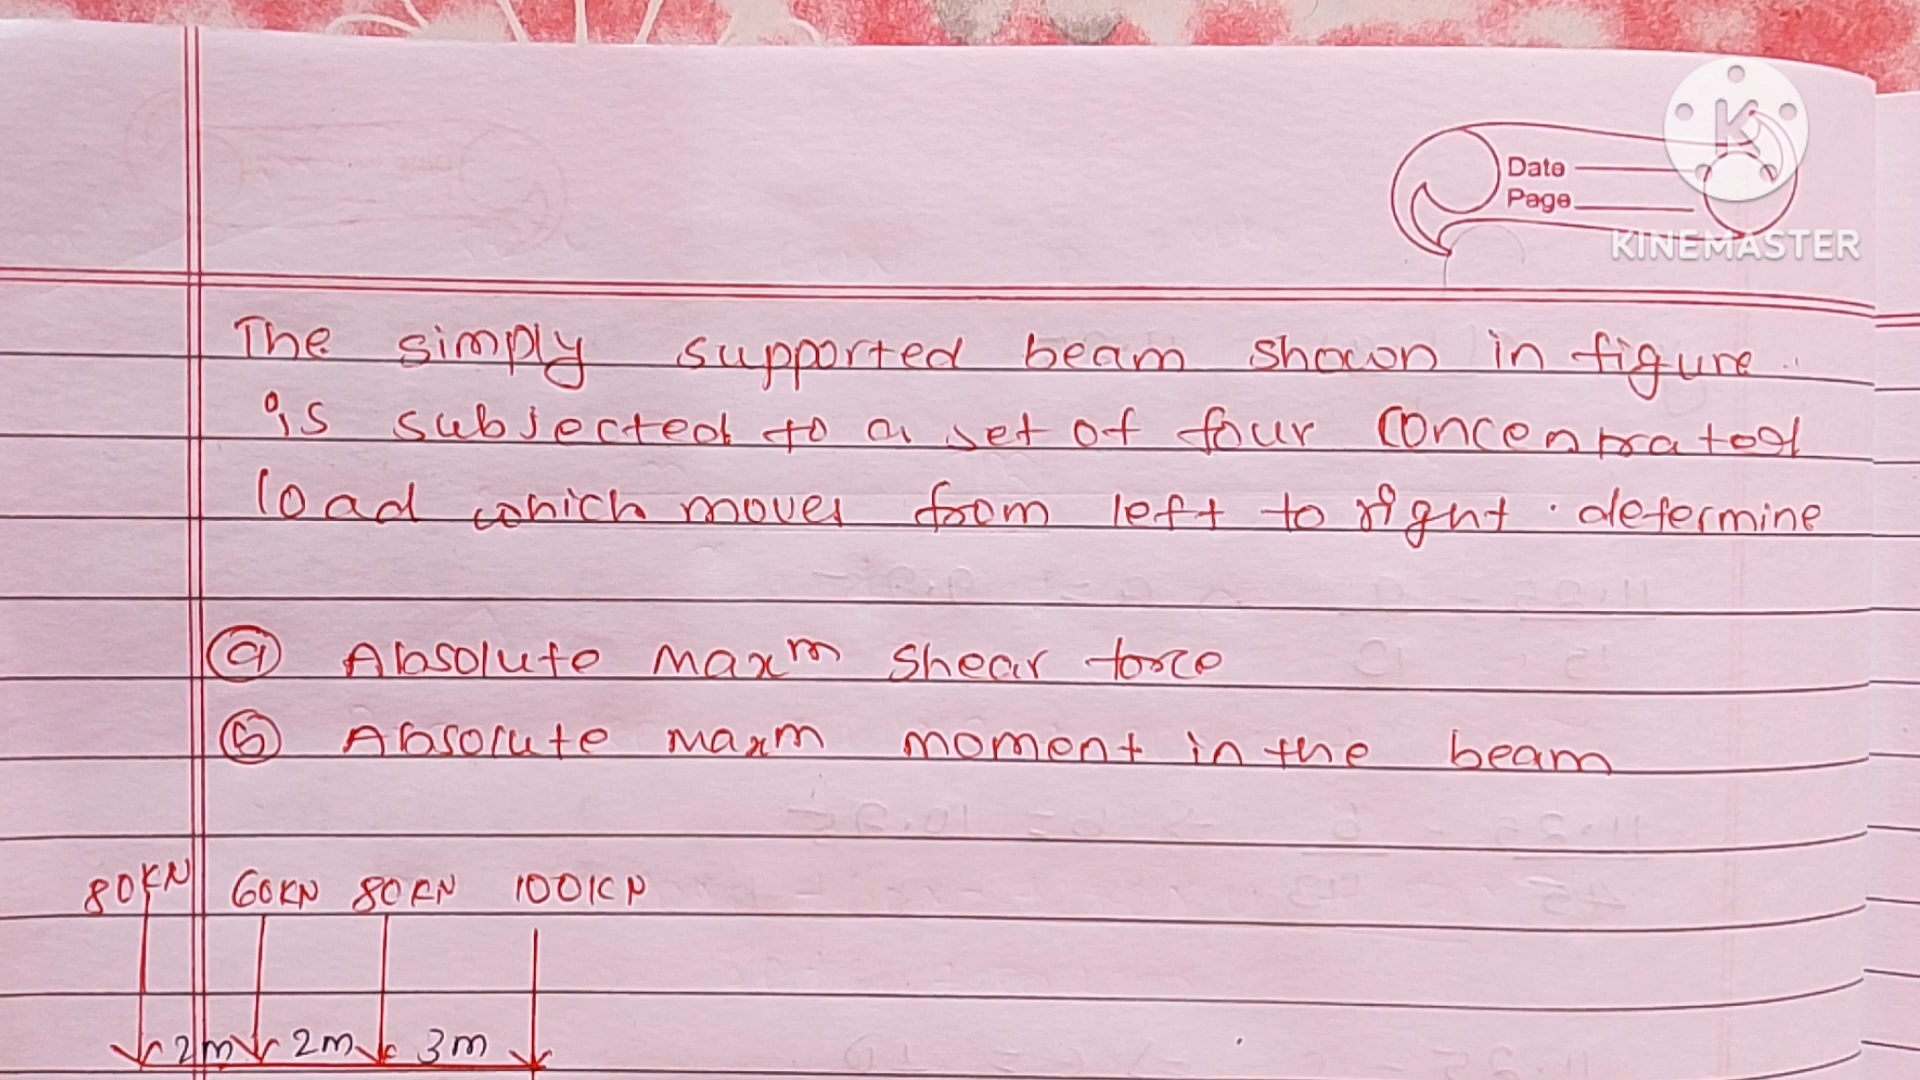 Date
Page
KINEMASTER
The simply supported beam shown in figure.
is subjected to a set of four concentrated
load which moves from left to right. determine
(a) Absolute maxm shear force
(b) Absolute maxm moment in the beam
80KN 60KN 80KN 100KN
2m 2m 3m